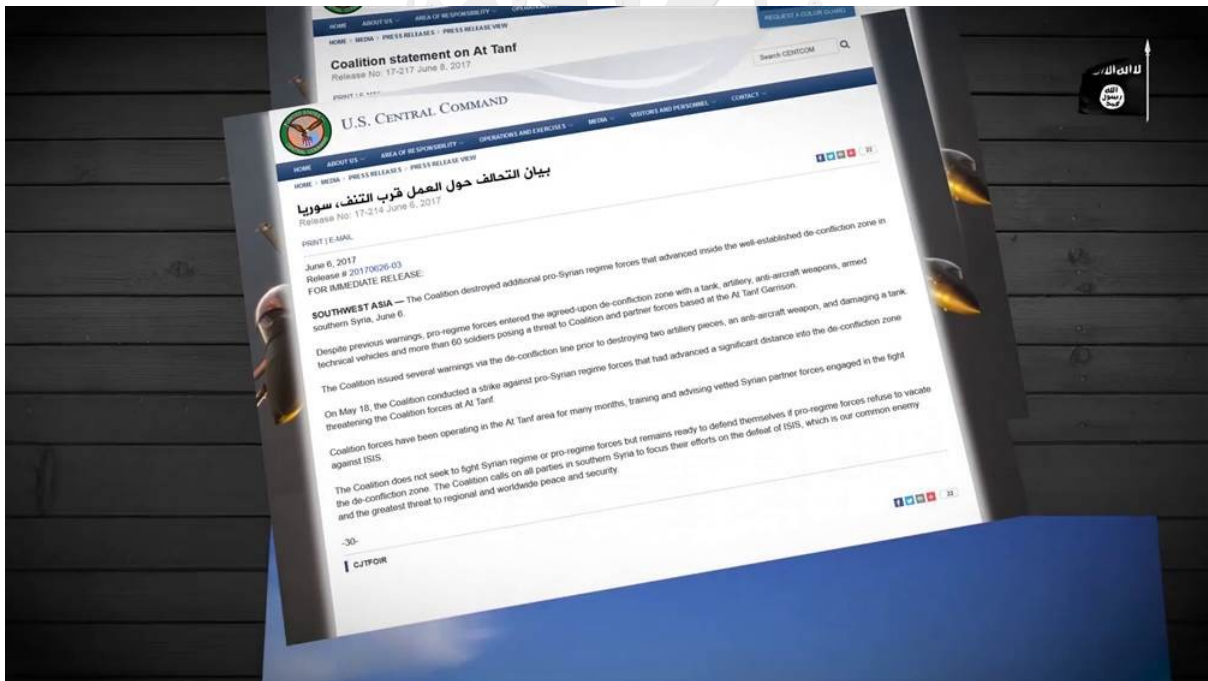 HOME ABOUT US AREA OF RESPONSIBILITY
REQUEST A COLOR GUARD
HOME > MEDIA > PRESS RELEASES > PRESS RELEASE VIEW
Coalition statement on At Tanf
Release No: 17-217 June 8, 2017
Search CENTCOM
PRINT | E-MAIL
U.S. CENTRAL COMMAND
HOME ABOUT US AREA OF RESPONSIBILITY OPERATIONS AND EXERCISES MEDIA VISITORS AND PERSONNEL CONTACT
HOME > MEDIA > PRESS RELEASES > PRESS RELEASE VIEW
بيان التحالف حول العمل قرب التنف، سوريا
Release No: 17-214 June 6, 2017
PRINT | E-MAIL
June 6, 2017
Release # 20170626-03
FOR IMMEDIATE RELEASE:
SOUTHWEST ASIA — The Coalition destroyed additional pro-Syrian regime forces that advanced inside the well-established de-confliction zone in
southern Syria, June 6.
Despite previous warnings, pro-regime forces entered the agreed-upon de-confliction zone with a tank, artillery, anti-aircraft weapons, armed
technical vehicles and more than 60 soldiers posing a threat to Coalition and partner forces based at the At Tanf Garrison.
The Coalition issued several warnings via the de-confliction line prior to destroying two artillery pieces, an anti-aircraft weapon, and damaging a tank.
On May 18, the Coalition conducted a strike against pro-Syrian regime forces that had advanced a significant distance into the de-confliction zone
threatening the Coalition forces at At Tanf.
Coalition forces have been operating in the At Tanf area for many months, training and advising vetted Syrian partner forces engaged in the fight
against ISIS.
The Coalition does not seek to fight Syrian regime or pro-regime forces but remains ready to defend themselves if pro-regime forces refuse to vacate
the de-confliction zone. The Coalition calls on all parties in southern Syria to focus their efforts on the defeat of ISIS, which is our common enemy
and the greatest threat to regional and worldwide peace and security.
-30-
CJTFOIR
لا اله الا الله
الله
رسول
محمد